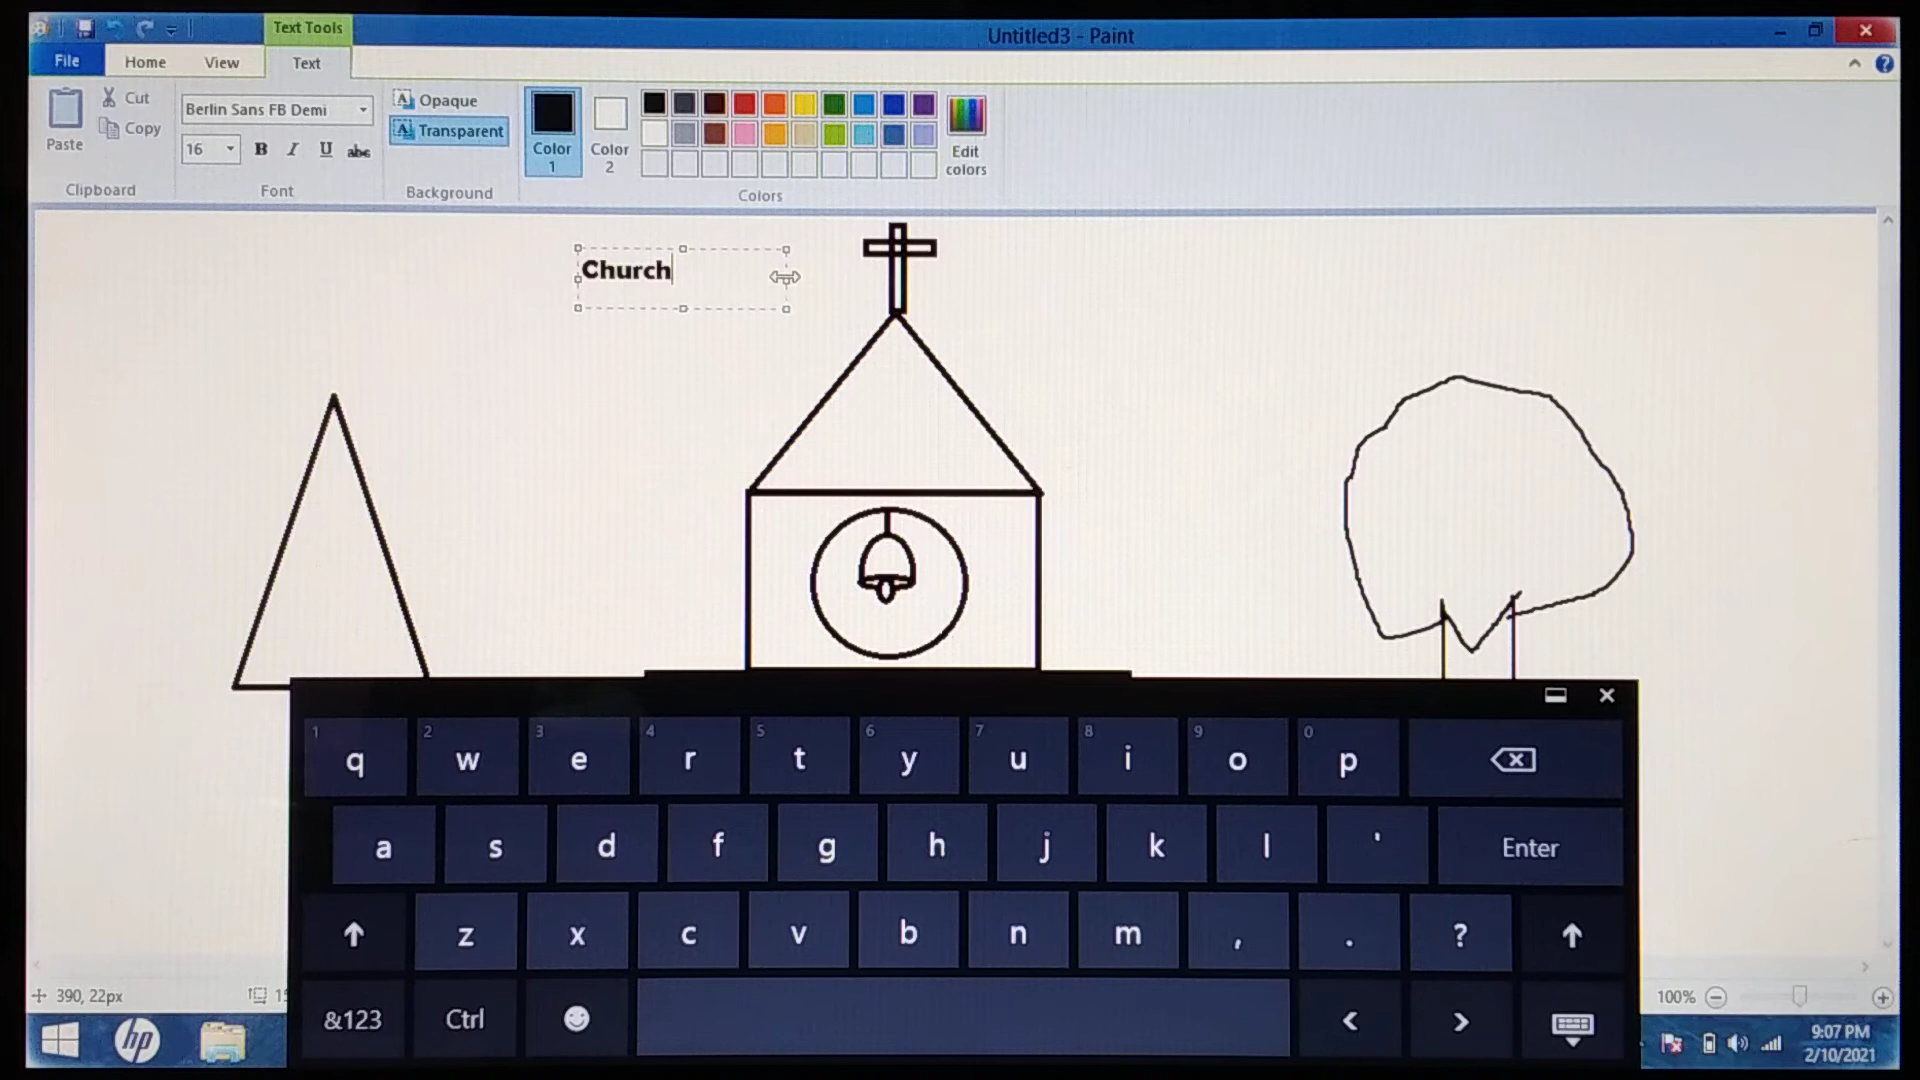 Text Tools
Untitled3 - Paint
File
Home
View
Text
Paste
Cut
Copy
Clipboard
Berlin Sans FB Demi
16
B I U abc
Font
Opaque
Transparent
Background
Color 1
Color 2
Edit colors
Colors
Church
1 q 2 w 3 e 4 r 5 t 6 y 7 u 8 i 9 o 0 p
a s d f g h j k l ' Enter
z x c v b n m , . ?
&123 Ctrl < >
390, 22px
100%
hp
9:07 PM
2/10/2021